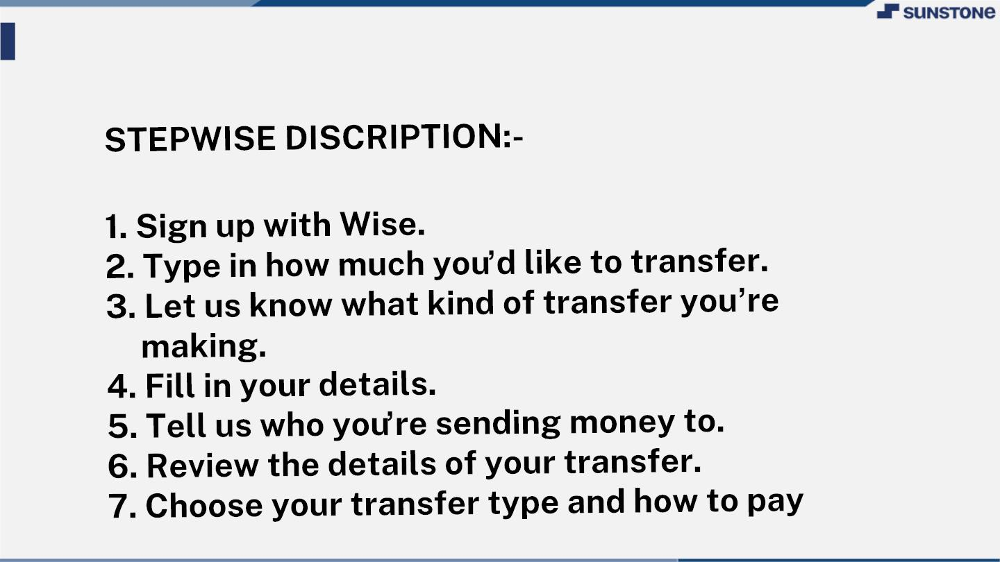 SUNSTONE
STEPWISE DISCRIPTION:-
1. Sign up with Wise.
2. Type in how much you’d like to transfer.
3. Let us know what kind of transfer you’re
making.
4. Fill in your details.
5. Tell us who you’re sending money to.
6. Review the details of your transfer.
7. Choose your transfer type and how to pay